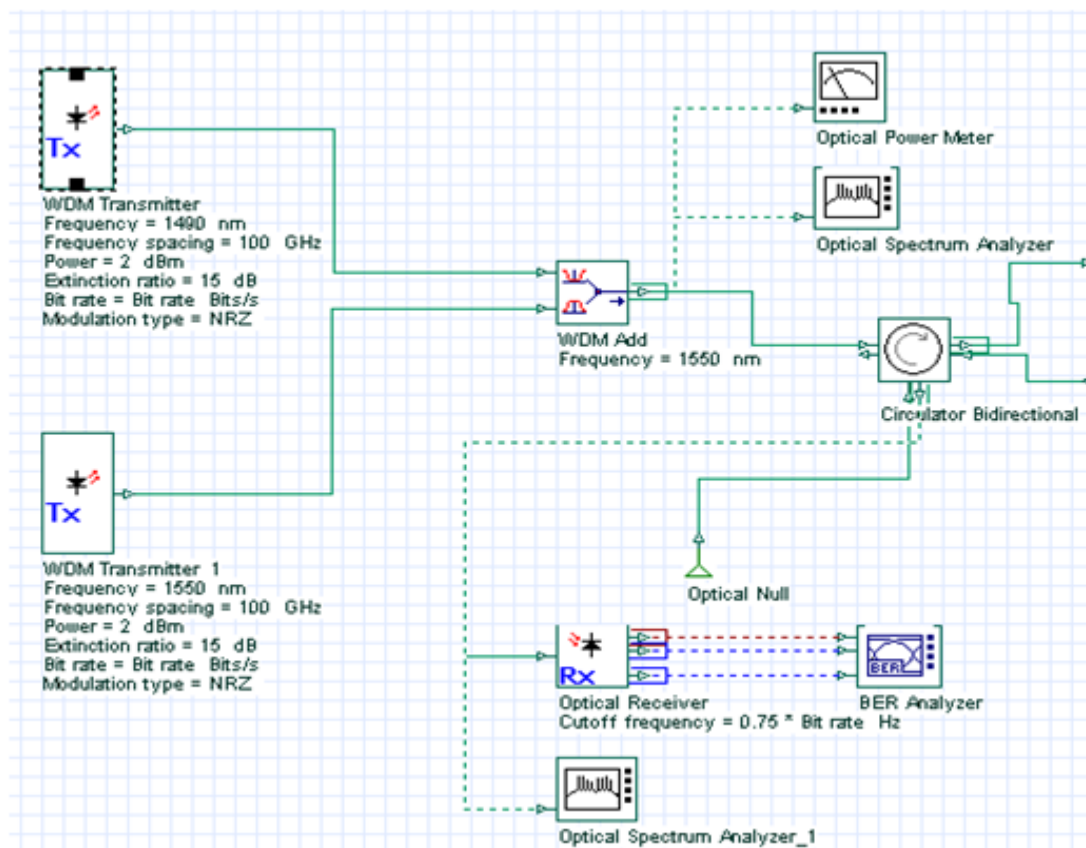 Tx
WDM Transmitter
Frequency = 1490 nm
Frequency spacing = 100 GHz
Power = 2 dBm
Extinction ratio = 15 dB
Bit rate = Bit rate Bits/s
Modulation type = NRZ
Optical Power Meter
Optical Spectrum Analyzer
WDM Add
Frequency = 1550 nm
Circulator Bidirectional
Tx
WDM Transmitter 1
Frequency = 1550 nm
Frequency spacing = 100 GHz
Power = 2 dBm
Extinction ratio = 15 dB
Bit rate = Bit rate Bits/s
Modulation type = NRZ
Optical Null
Rx
Optical Receiver
Cutoff frequency = 0.75 * Bit rate Hz
BER
BER Analyzer
Optical Spectrum Analyzer_1